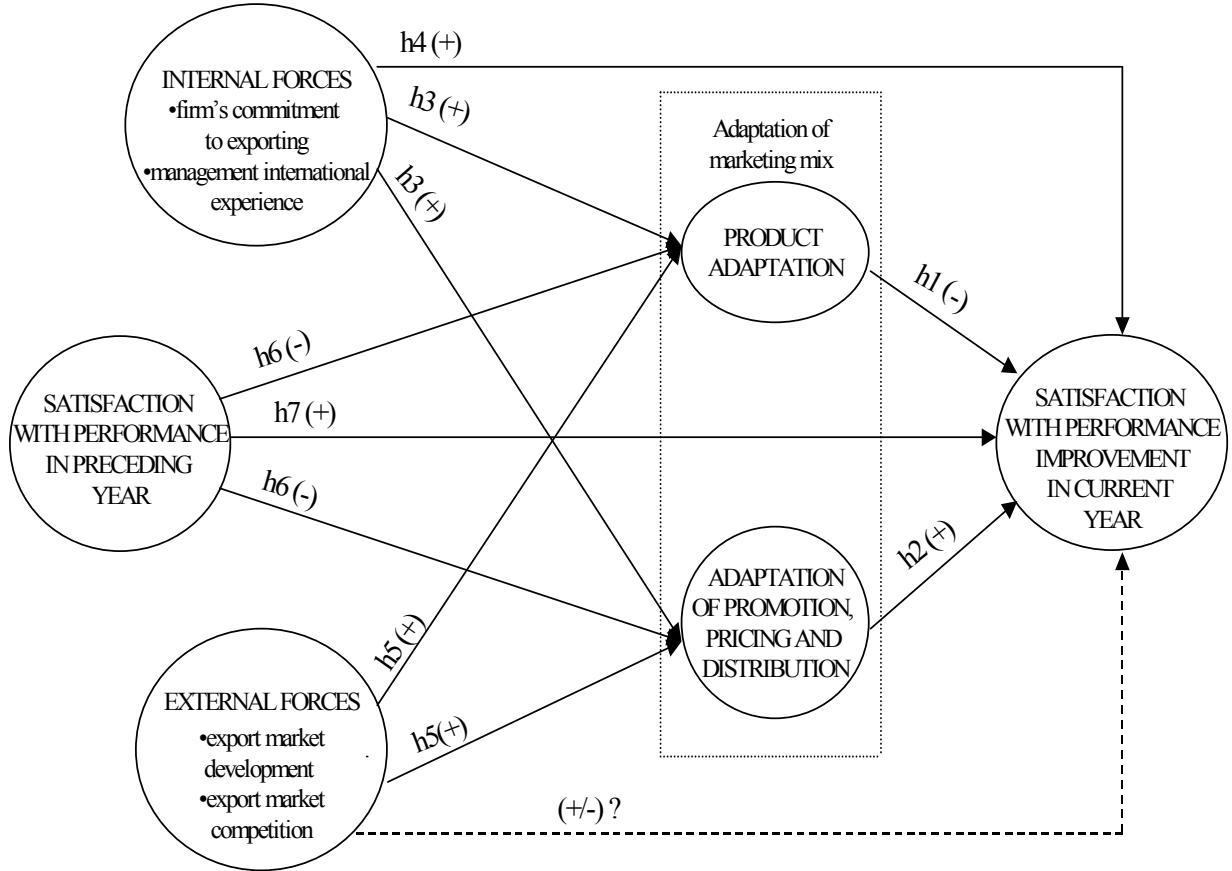 h4 (+)
INTERNAL FORCES
•firm's commitment
to exporting
•management international
experience
h3 (+)
h3 (+)
Adaptation of
marketing mix
PRODUCT
ADAPTATION
h1 (-)
h6 (-)
SATISFACTION
WITH PERFORMANCE
IN PRECEDING
YEAR
h7 (+)
h6 (-)
SATISFACTION
WITH PERFORMANCE
IMPROVEMENT
IN CURRENT
YEAR
h2 (+)
ADAPTATION
OF PROMOTION,
PRICING AND
DISTRIBUTION
h5 (+)
h5(+)
EXTERNAL FORCES
•export market
development
•export market
competition
.
(+/-) ?